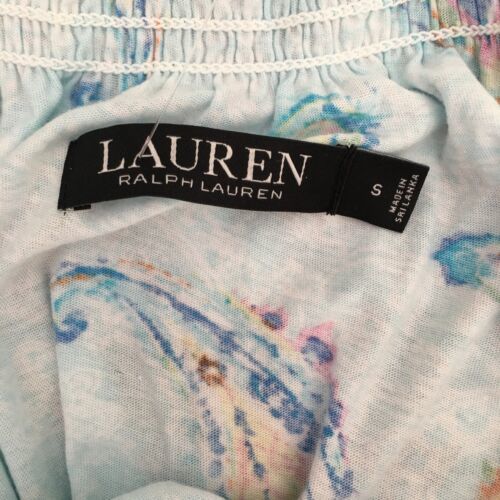 LAUREN
RALPH LAUREN
S
MADE IN
SRI LANKA